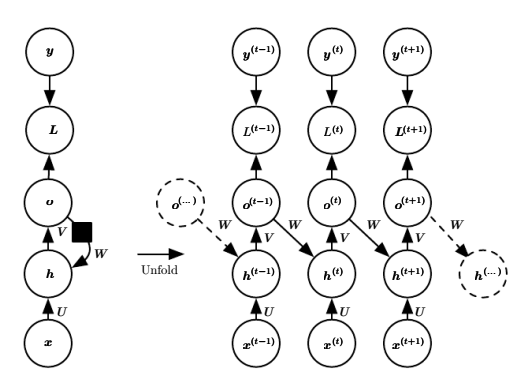 y y^(t−1) y^(t) y^(t+1)
L L^(t−1) L^(t) L^(t+1)
o o^(...) o^(t−1) o^(t) o^(t+1)
V W W W W
W V V V
h Unfold h^(t−1) h^(t) h^(t+1) h^(...)
U U U U
x x^(t−1) x^(t) x^(t+1)